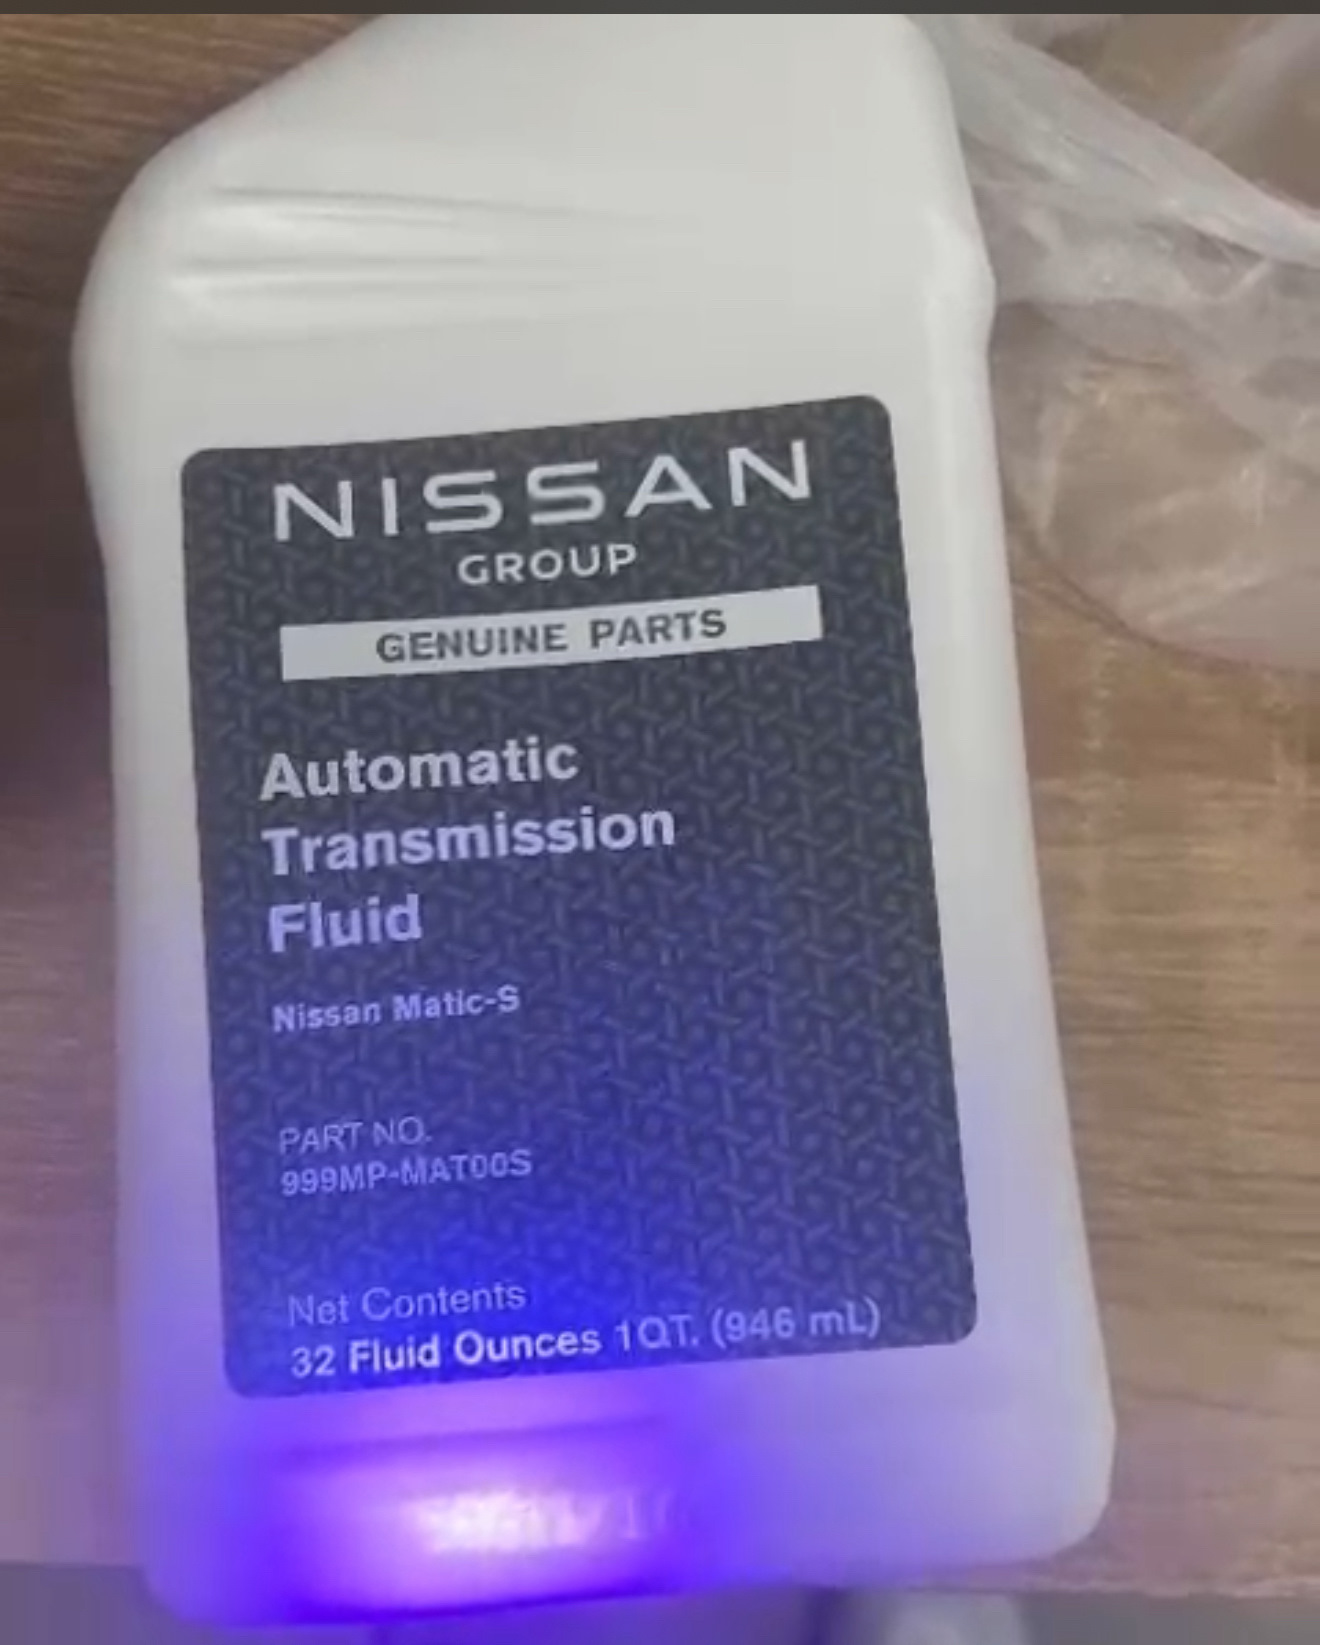 NISSAN
GROUP
GENUINE PARTS
Automatic
Transmission
Fluid
Nissan Matic-S
PART NO.
999MP-MAT00S
Net Contents
32 Fluid Ounces 1QT. (946 mL)